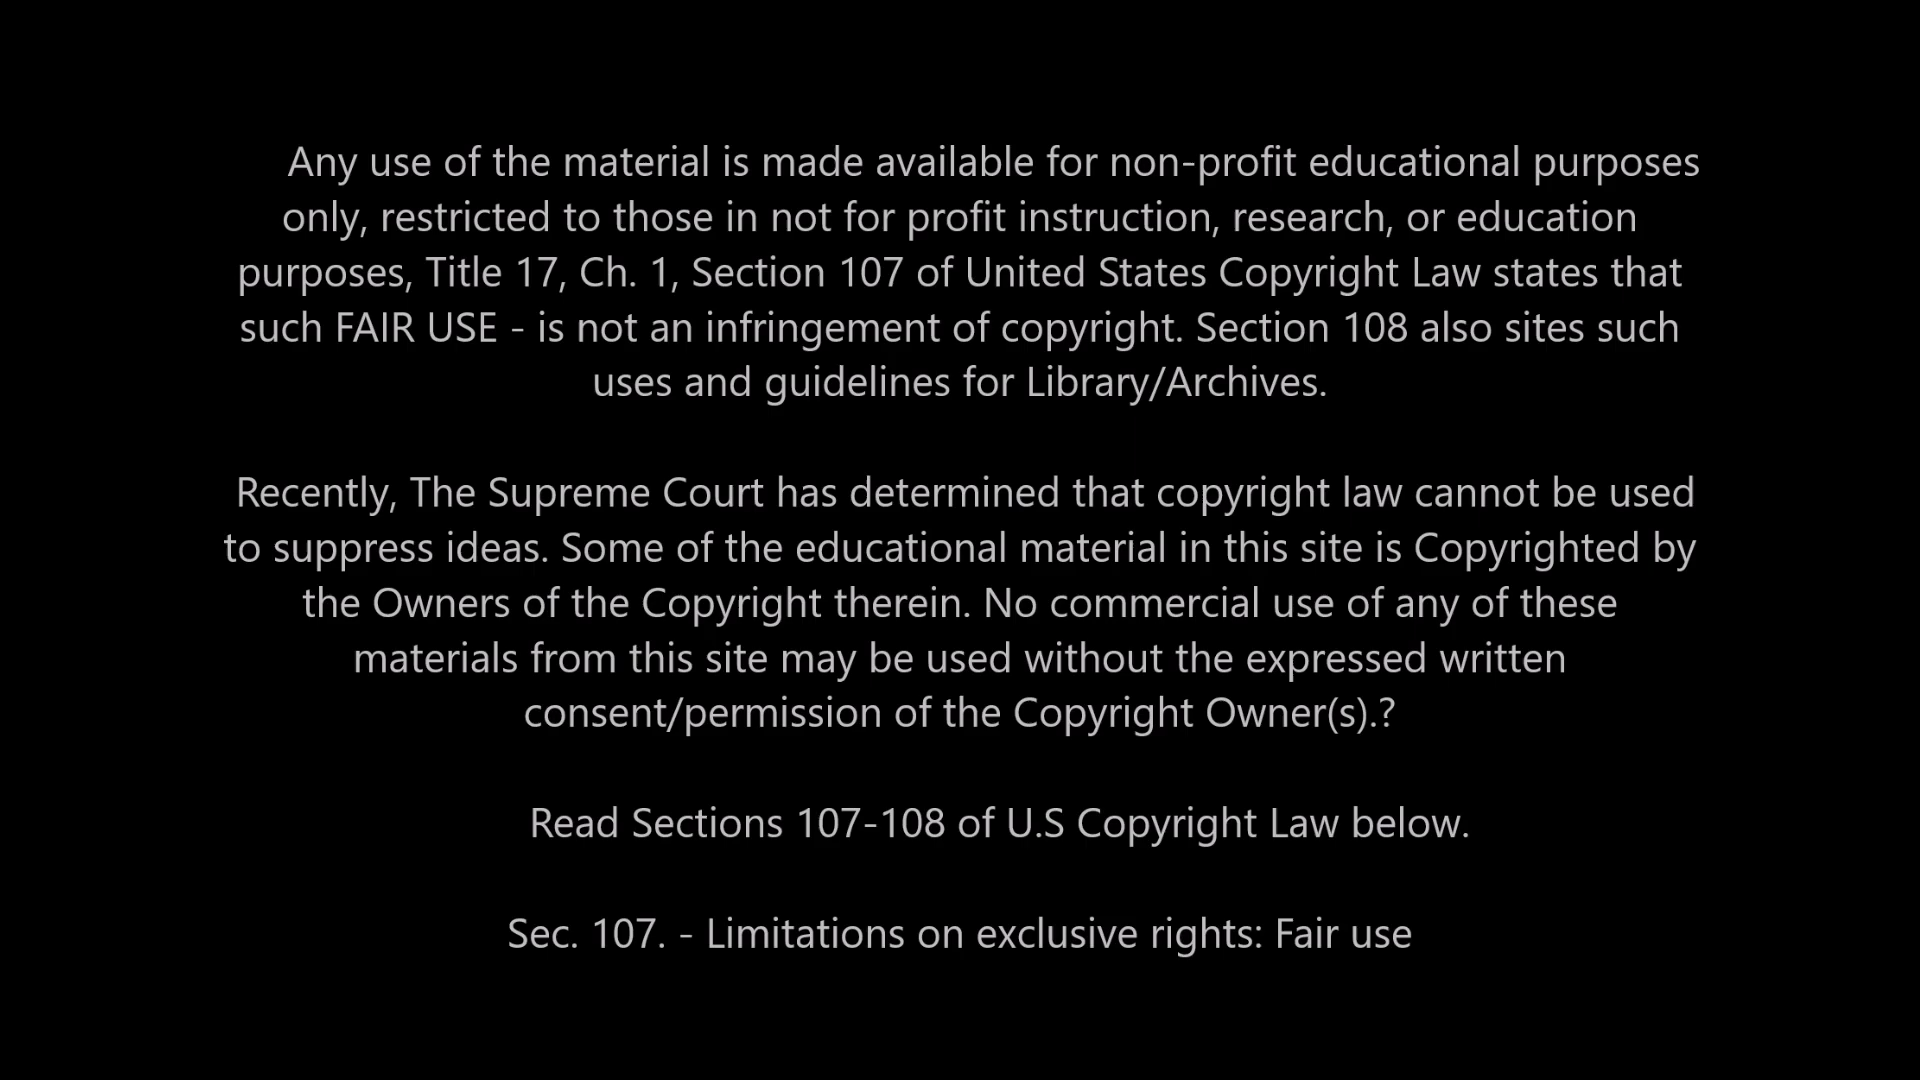 Any use of the material is made available for non-profit educational purposes
only, restricted to those in not for profit instruction, research, or education
purposes, Title 17, Ch. 1, Section 107 of United States Copyright Law states that
such FAIR USE - is not an infringement of copyright. Section 108 also sites such
uses and guidelines for Library/Archives.
Recently, The Supreme Court has determined that copyright law cannot be used
to suppress ideas. Some of the educational material in this site is Copyrighted by
the Owners of the Copyright therein. No commercial use of any of these
materials from this site may be used without the expressed written
consent/permission of the Copyright Owner(s).?
Read Sections 107-108 of U.S Copyright Law below.
Sec. 107. - Limitations on exclusive rights: Fair use